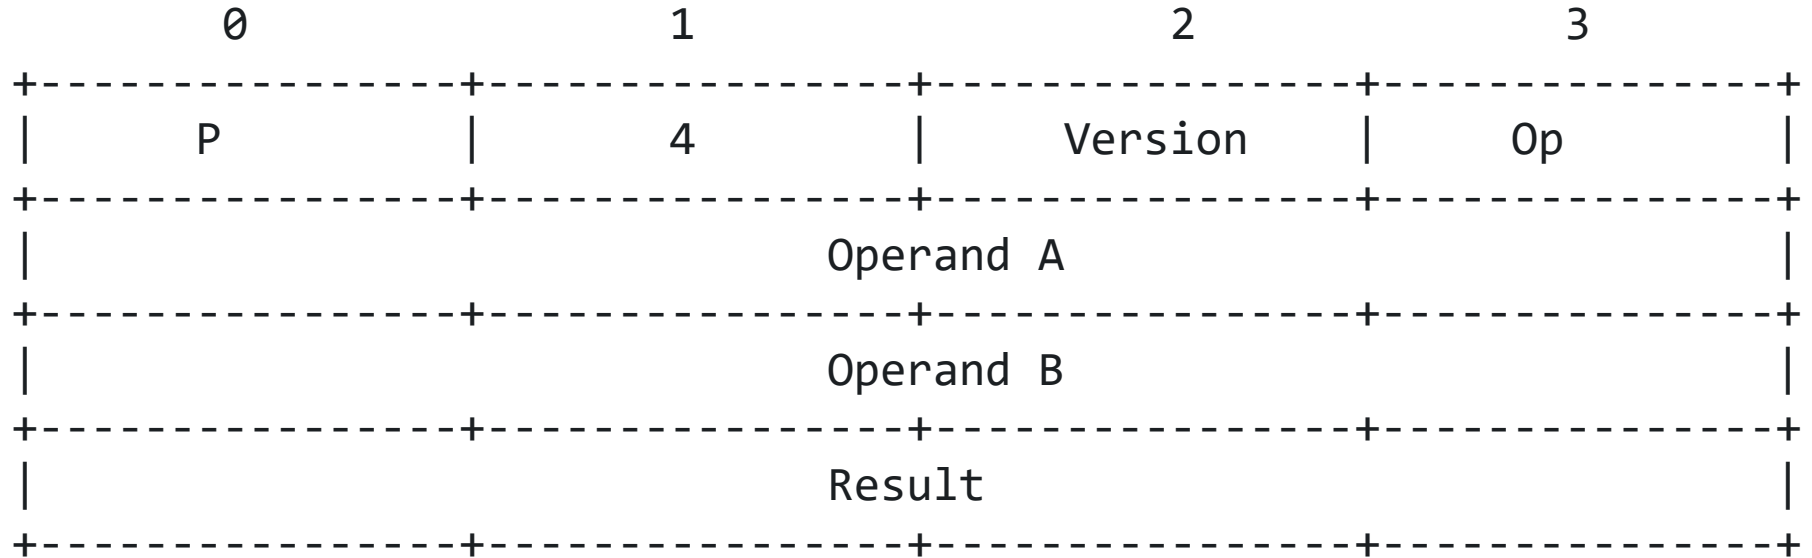 0 1 2 3
+----------------+----------------+----------------+---------------+
| P | 4 | Version | Op |
+----------------+----------------+----------------+---------------+
| Operand A |
+----------------+----------------+----------------+---------------+
| Operand B |
+----------------+----------------+----------------+---------------+
| Result |
+----------------+----------------+----------------+---------------+